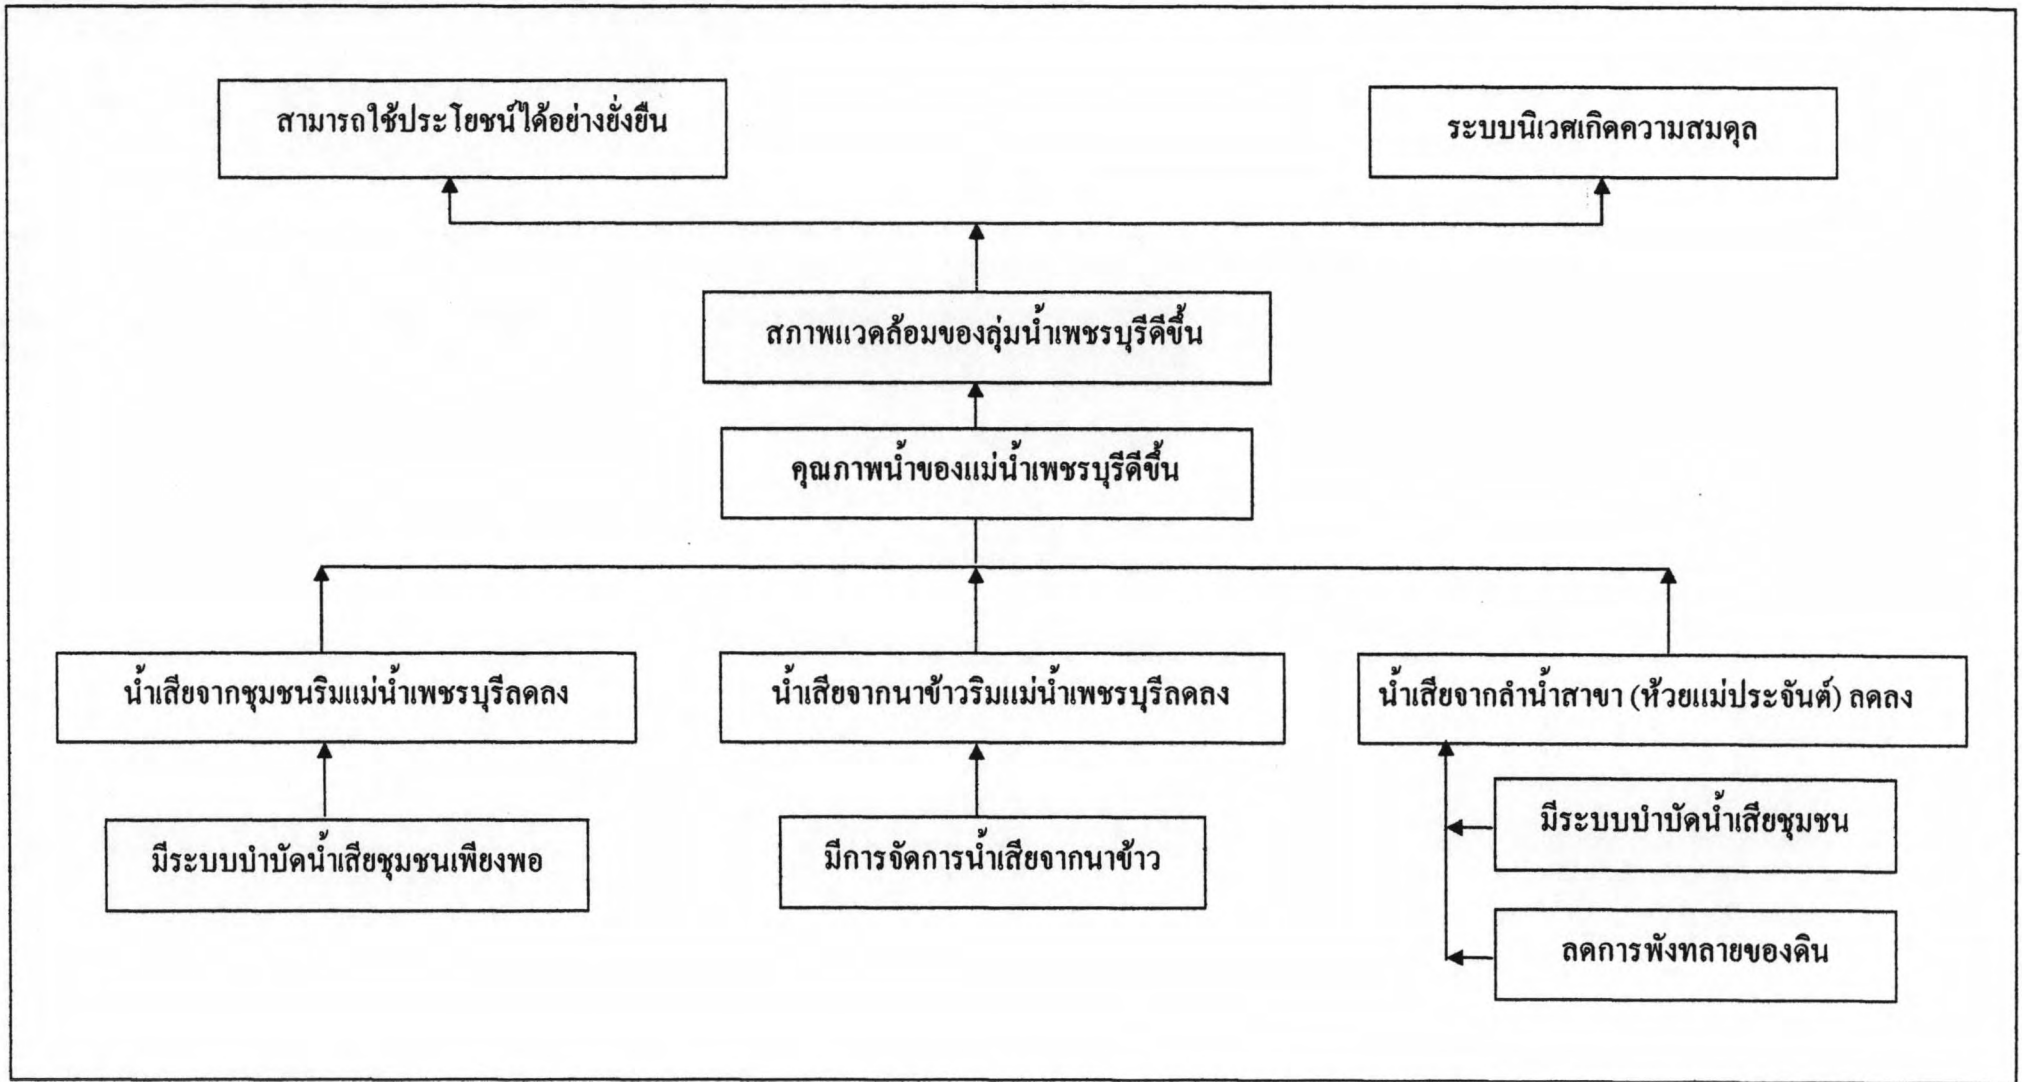 สามารถใช้ประโยชน์ได้อย่างยั่งยืน
ระบบนิเวศเกิดความสมดุล
สภาพแวดล้อมของลุ่มน้ำเพชรบุรีดีขึ้น
คุณภาพน้ำของแม่น้ำเพชรบุรีดีขึ้น
น้ำเสียจากชุมชนริมแม่น้ำเพชรบุรีลดลง
น้ำเสียจากนาข้าวริมแม่น้ำเพชรบุรีลดลง
น้ำเสียจากลำน้ำสาขา (ห้วยแม่ประจันต์) ลดลง
มีระบบบำบัดน้ำเสียชุมชนเพียงพอ
มีการจัดการน้ำเสียจากนาข้าว
มีระบบบำบัดน้ำเสียชุมชน
ลดการพังทลายของดิน